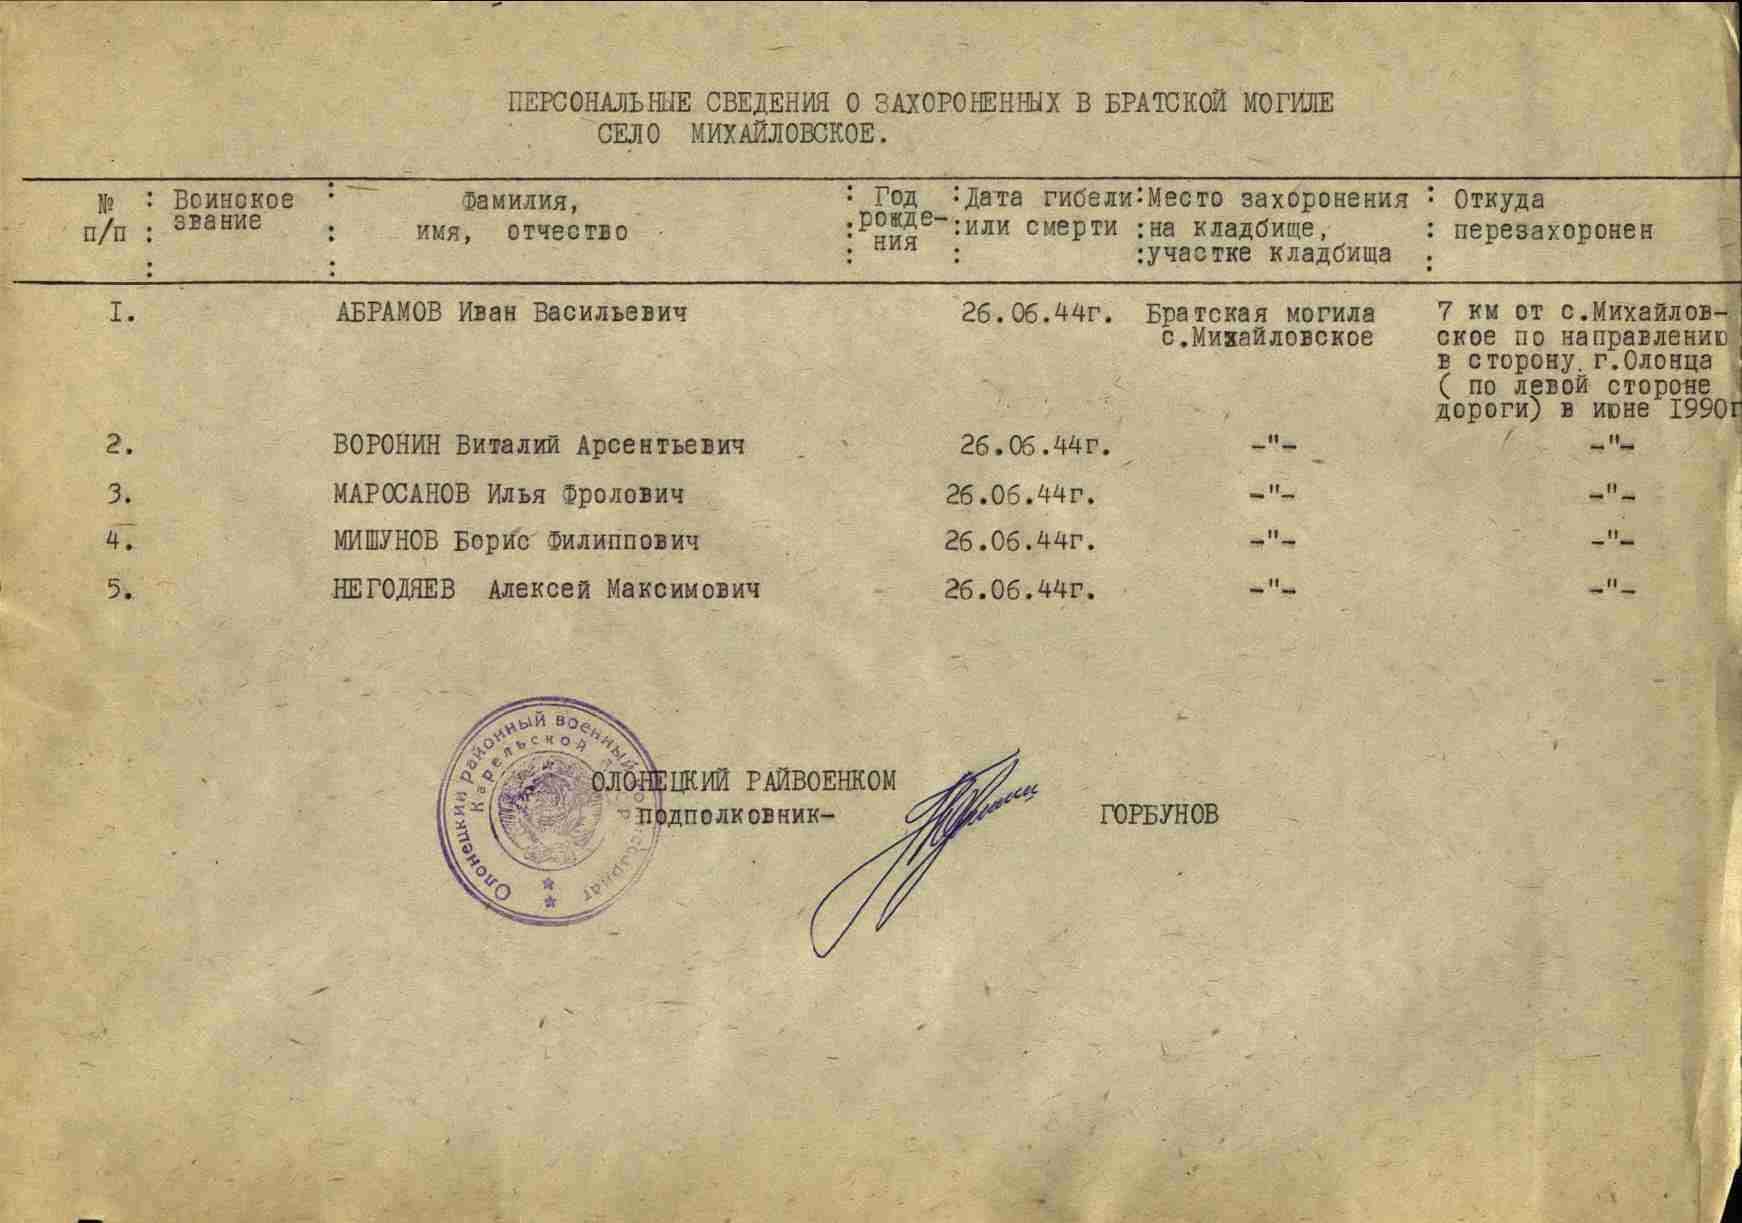 ПЕРСОНАЛЬНЫЕ СВЕДЕНИЯ О ЗАХОРОНЕННЫХ В БРАТСКОЙ МОГИЛЕ
СЕЛО МИХАЙЛОВСКОЕ.
№ п/п : Воинское звание : Фамилия, имя, отчество : Год рожде-ния : Дата гибели или смерти : Место захоронения на кладбище, участке кладбища : Откуда перезахоронен
1. АБРАМОВ Иван Васильевич 26.06.44г. Братская могила 7 км от с.Михайлов-
с.Михайловское ское по направлению
в сторону г.Олонца
( по левой стороне
дороги) в июне 1990г
2. ВОРОНИН Виталий Арсентьевич 26.06.44г. -"- -"-
3. МАРОСАНОВ Илья Фролович 26.06.44г. -"- -"-
4. МИШУНОВ Борис Филиппович 26.06.44г. -"- -"-
5. НЕГОДЯЕВ Алексей Максимович 26.06.44г. -"- -"-
Олонецкий районный военный комиссариат
Карельской
ОЛОНЕЦКИЙ РАЙВОЕНКОМ
подполковник- ГОРБУНОВ